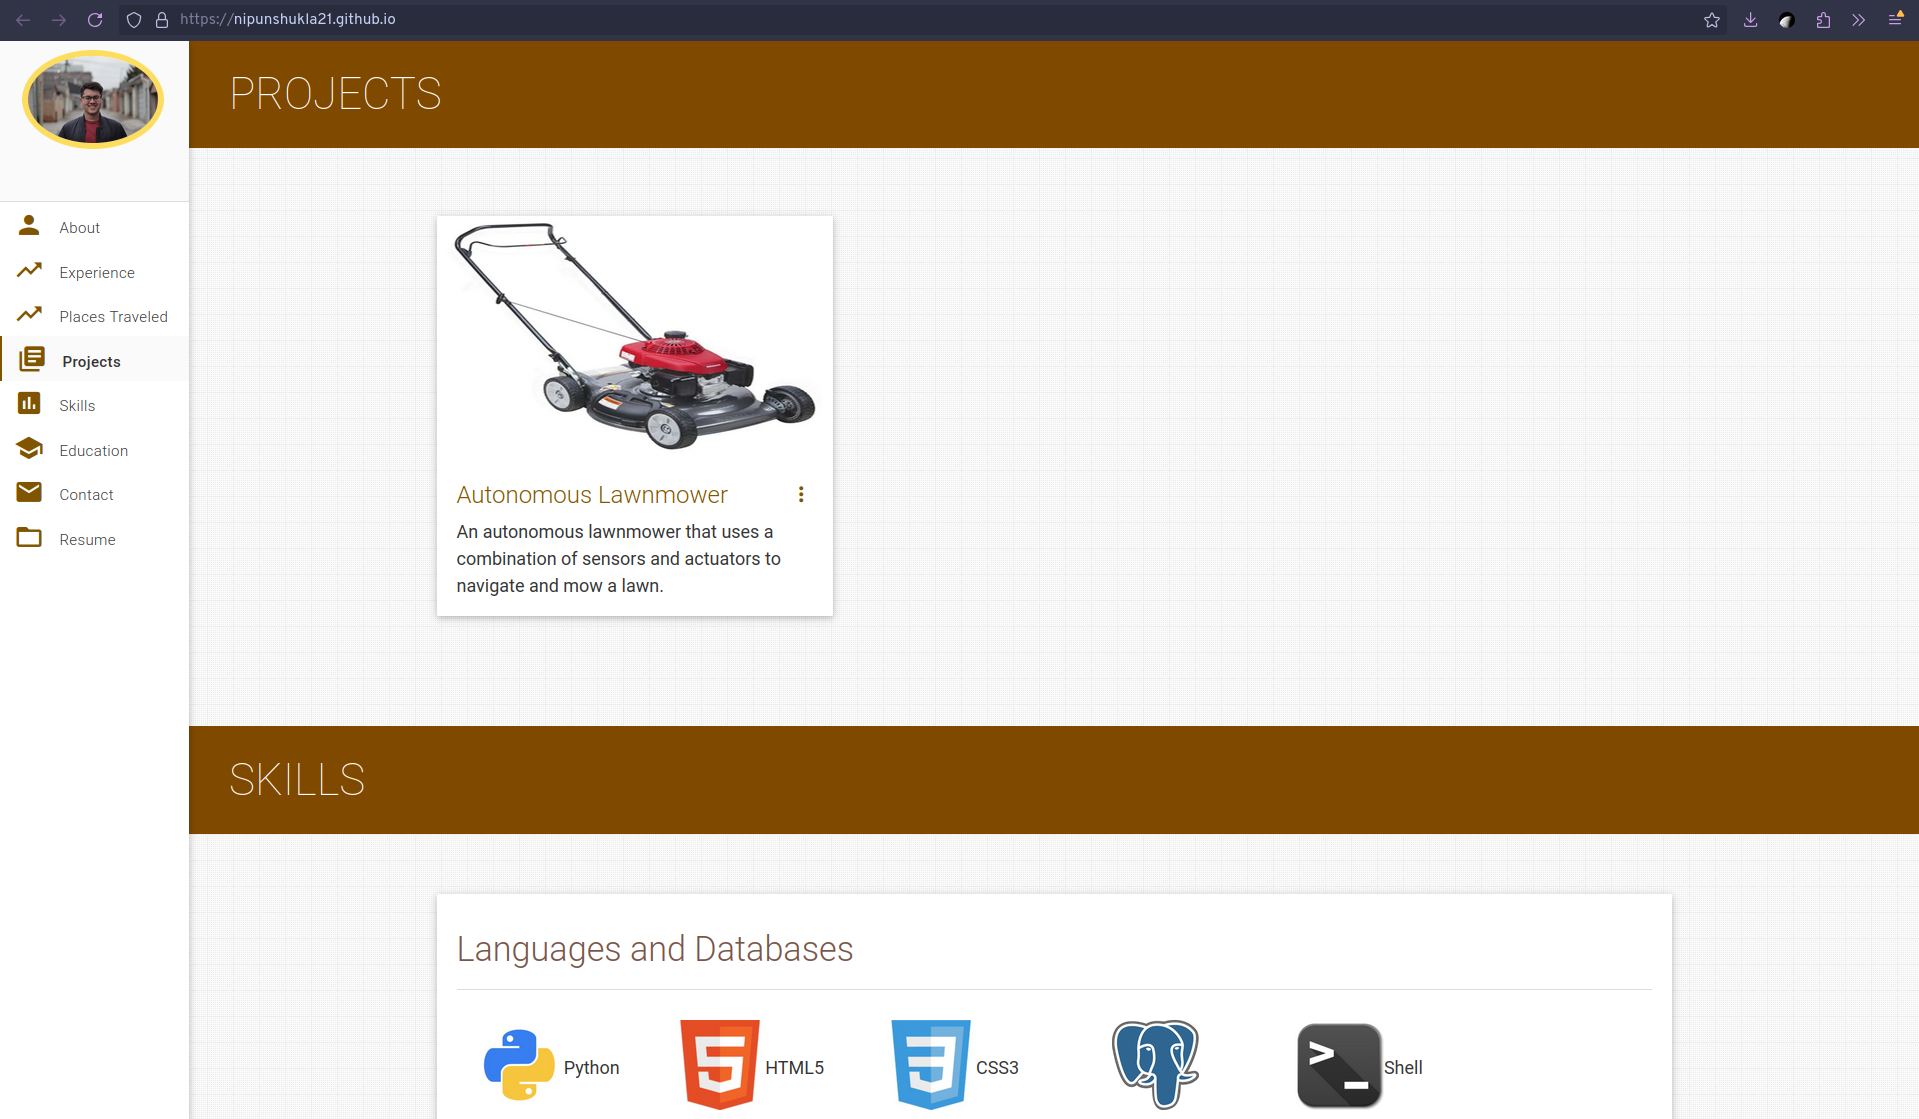 https://nipunshukla21.github.io
PROJECTS
About
Experience
Places Traveled
Projects
Skills
Education
Contact
Resume
Autonomous Lawnmower
An autonomous lawnmower that uses a
combination of sensors and actuators to
navigate and mow a lawn.
SKILLS
Languages and Databases
Python
HTML5
CSS3
Shell